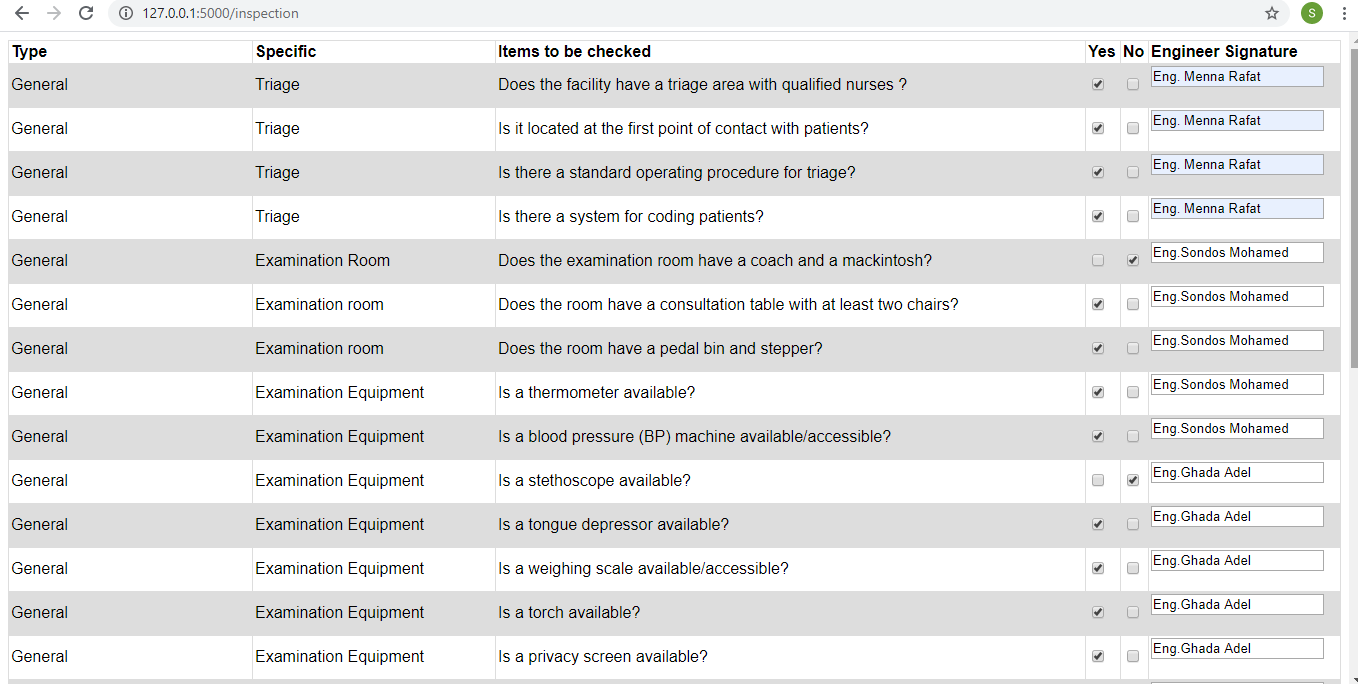 127.0.0.1:5000/inspection
S
Type Specific Items to be checked Yes No Engineer Signature
General Triage Does the facility have a triage area with qualified nurses ? Eng. Menna Rafat
General Triage Is it located at the first point of contact with patients? Eng. Menna Rafat
General Triage Is there a standard operating procedure for triage? Eng. Menna Rafat
General Triage Is there a system for coding patients? Eng. Menna Rafat
General Examination Room Does the examination room have a coach and a mackintosh? Eng.Sondos Mohamed
General Examination room Does the room have a consultation table with at least two chairs? Eng.Sondos Mohamed
General Examination room Does the room have a pedal bin and stepper? Eng.Sondos Mohamed
General Examination Equipment Is a thermometer available? Eng.Sondos Mohamed
General Examination Equipment Is a blood pressure (BP) machine available/accessible? Eng.Sondos Mohamed
General Examination Equipment Is a stethoscope available? Eng.Ghada Adel
General Examination Equipment Is a tongue depressor available? Eng.Ghada Adel
General Examination Equipment Is a weighing scale available/accessible? Eng.Ghada Adel
General Examination Equipment Is a torch available? Eng.Ghada Adel
General Examination Equipment Is a privacy screen available? Eng.Ghada Adel